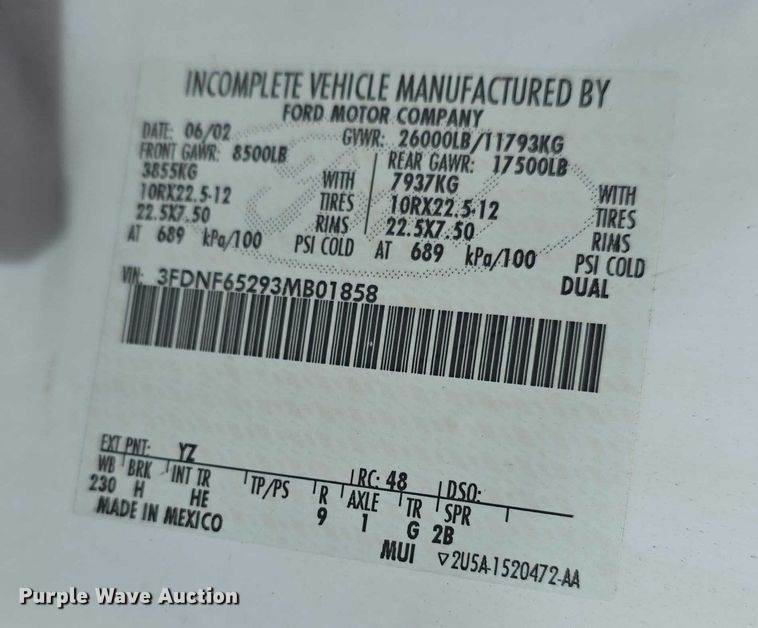 INCOMPLETE VEHICLE MANUFACTURED BY
FORD MOTOR COMPANY
DATE: 06/02 GVWR: 26000LB/11793KG
FRONT GAWR: 8500LB REAR GAWR: 17500LB
3855KG WITH 7937KG WITH
10RX22.5-12 TIRES 10RX22.5-12 TIRES
22.5X7.50 RIMS 22.5X7.50 RIMS
AT 689 kPa/100 PSI COLD AT 689 kPa/100 PSI COLD
DUAL
VIN: 3FDNF65293MB01858
EXT PNT: YZ RC: 48 DSO:
WB BRK INT TR TP/PS R AXLE TR SPR
230 H HE 9 1 G 2B
MADE IN MEXICO MUI ▽2U5A-1520472-AA
Purple Wave Auction